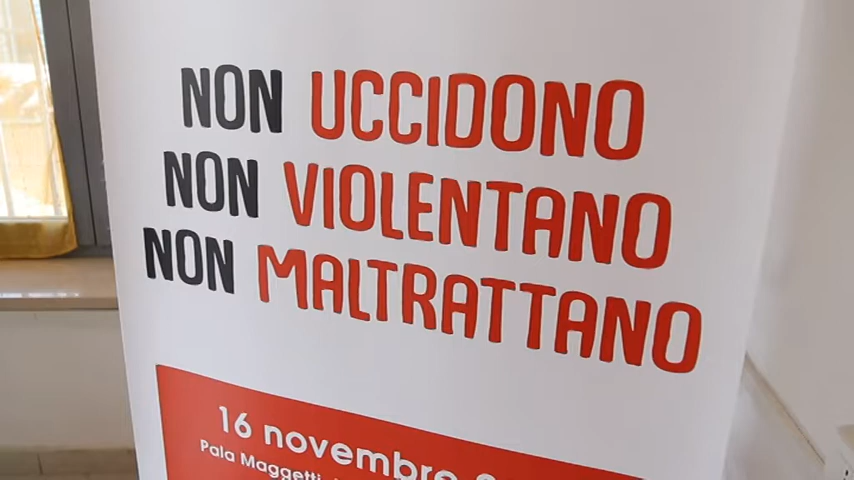 NON UCCIDONO
NON VIOLENTANO
NON MALTRATTANO
16 novembre
Pala Maggetti